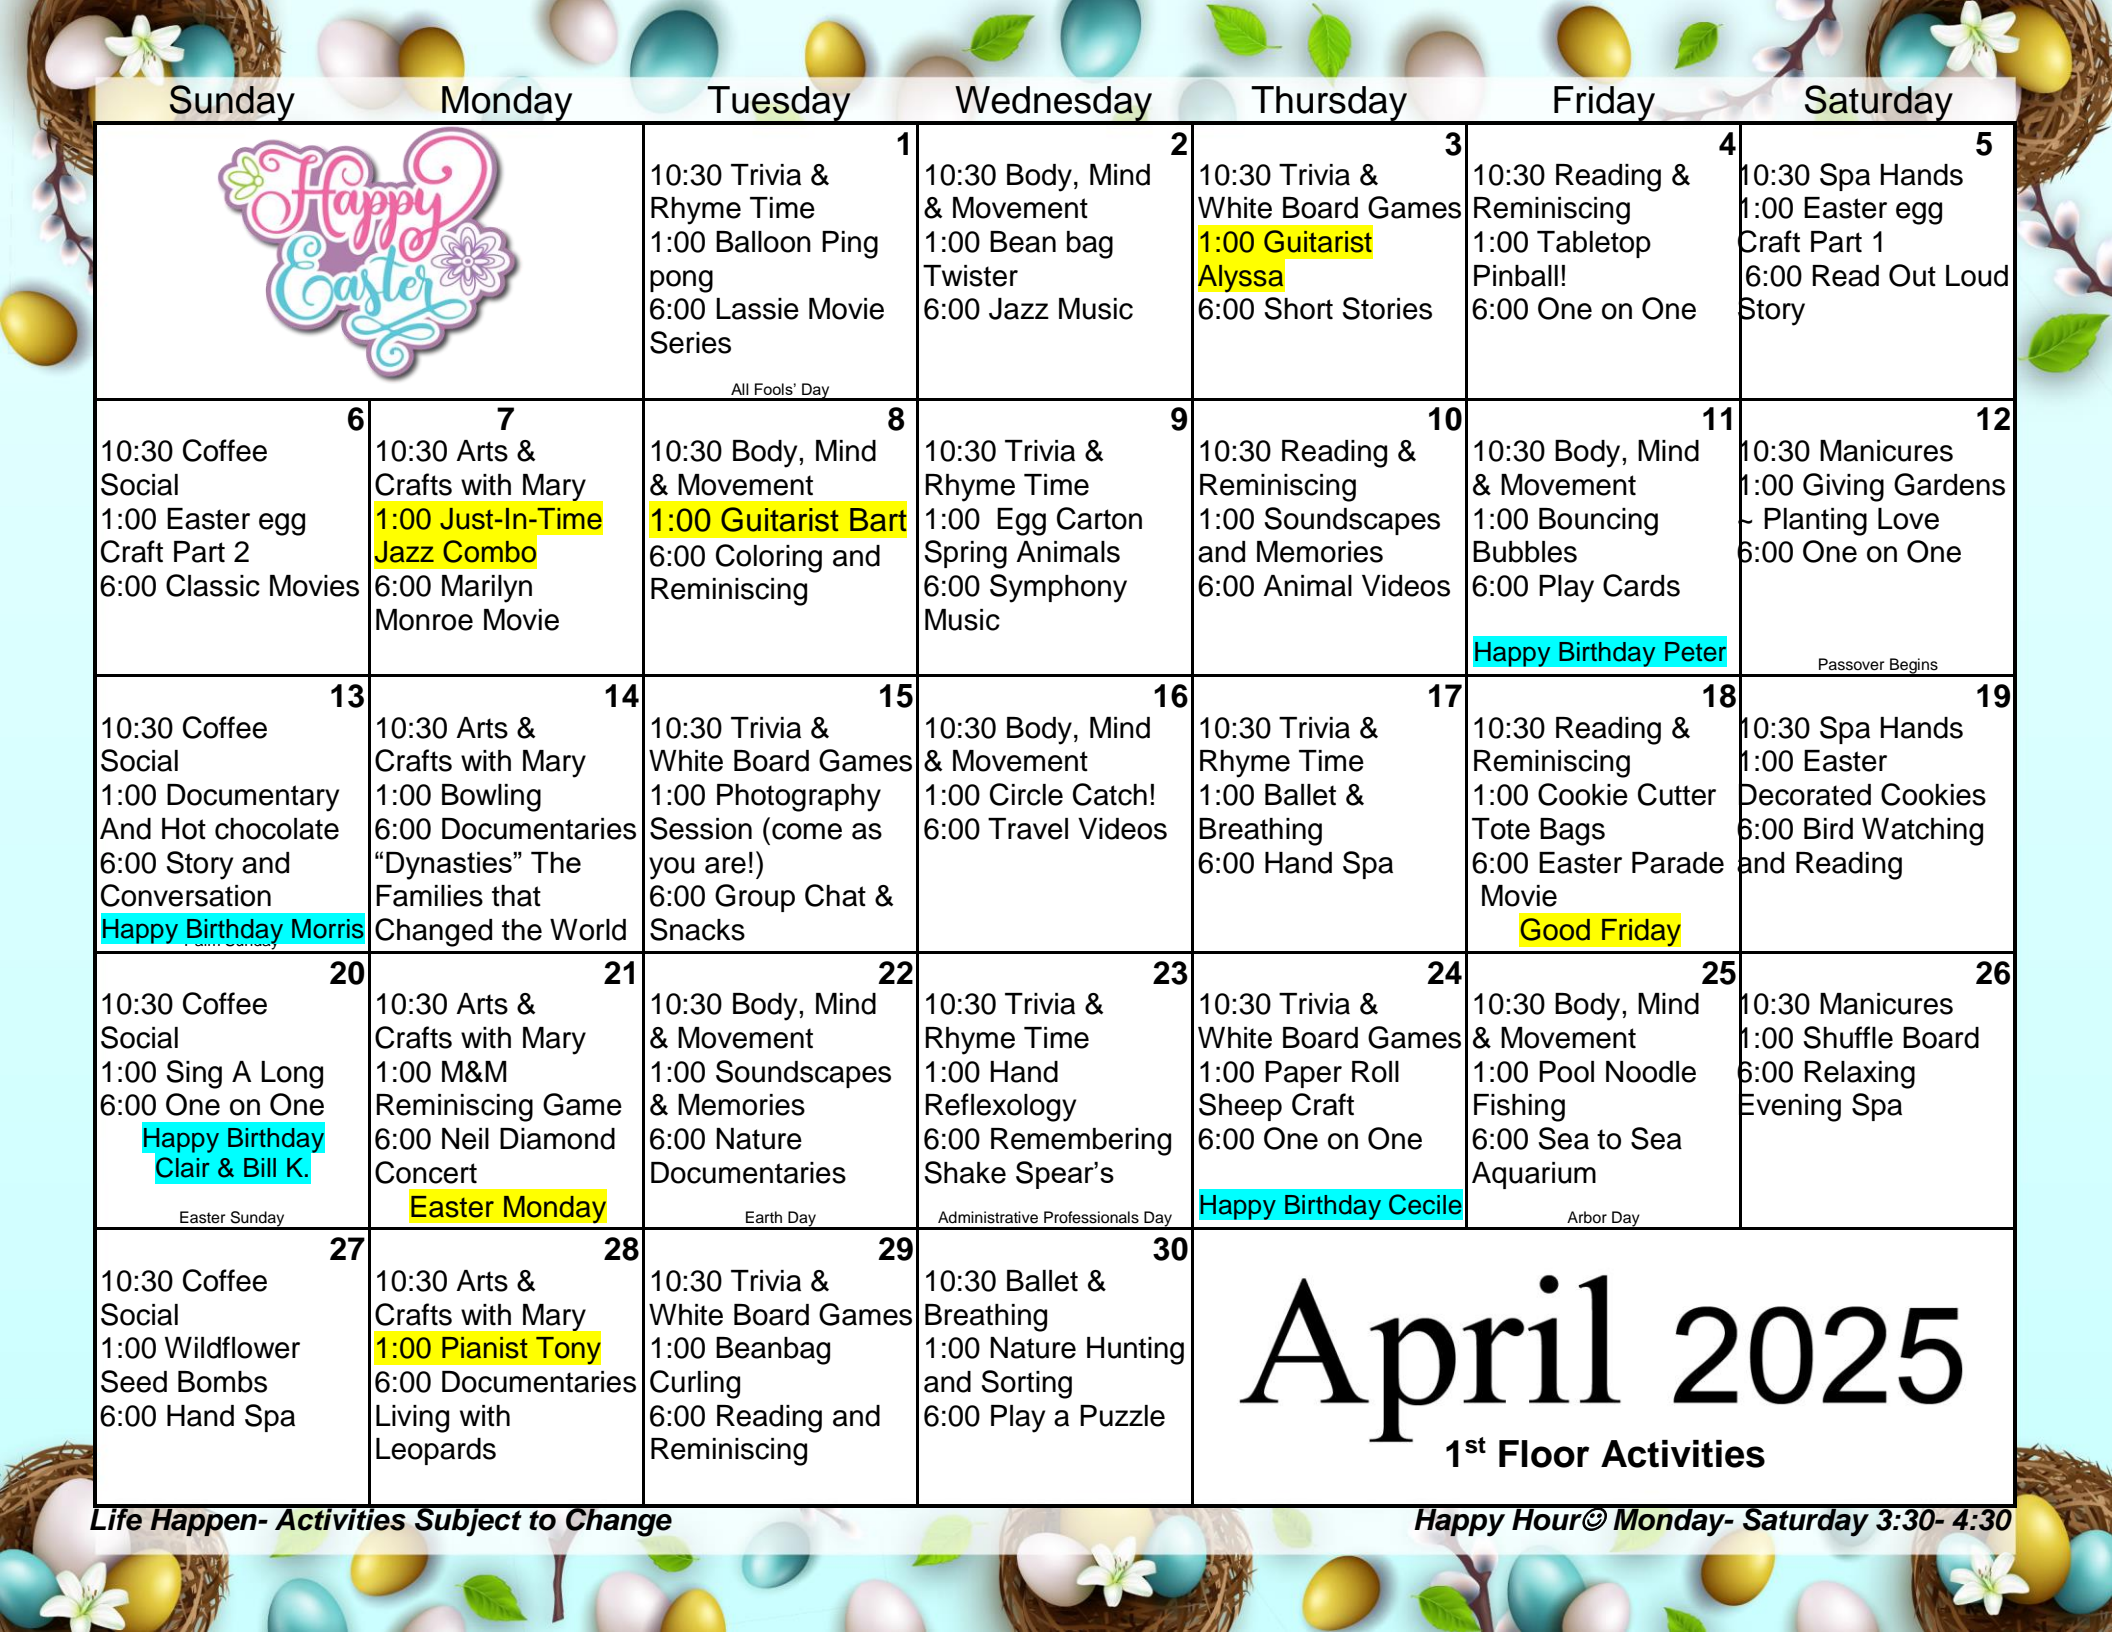 Sunday Monday Tuesday Wednesday Thursday Friday Saturday
Happy
Easter
1
10:30 Trivia &
Rhyme Time
1:00 Balloon Ping
pong
6:00 Lassie Movie
Series
All Fools' Day
2
10:30 Body, Mind
& Movement
1:00 Bean bag
Twister
6:00 Jazz Music
3
10:30 Trivia &
White Board Games
1:00 Guitarist
Alyssa
6:00 Short Stories
4
10:30 Reading &
Reminiscing
1:00 Tabletop
Pinball!
6:00 One on One
5
10:30 Spa Hands
1:00 Easter egg
Craft Part 1
6:00 Read Out Loud
Story
6
10:30 Coffee
Social
1:00 Easter egg
Craft Part 2
6:00 Classic Movies
7
10:30 Arts &
Crafts with Mary
1:00 Just-In-Time
Jazz Combo
6:00 Marilyn
Monroe Movie
8
10:30 Body, Mind
& Movement
1:00 Guitarist Bart
6:00 Coloring and
Reminiscing
9
10:30 Trivia &
Rhyme Time
1:00 Egg Carton
Spring Animals
6:00 Symphony
Music
10
10:30 Reading &
Reminiscing
1:00 Soundscapes
and Memories
6:00 Animal Videos
11
10:30 Body, Mind
& Movement
1:00 Bouncing
Bubbles
6:00 Play Cards
Happy Birthday Peter
12
10:30 Manicures
1:00 Giving Gardens
~ Planting Love
6:00 One on One
Passover Begins
13
10:30 Coffee
Social
1:00 Documentary
And Hot chocolate
6:00 Story and
Conversation
Happy Birthday Morris
Palm Sunday
14
10:30 Arts &
Crafts with Mary
1:00 Bowling
6:00 Documentaries
“Dynasties” The
Families that
Changed the World
15
10:30 Trivia &
White Board Games
1:00 Photography
Session (come as
you are!)
6:00 Group Chat &
Snacks
16
10:30 Body, Mind
& Movement
1:00 Circle Catch!
6:00 Travel Videos
17
10:30 Trivia &
Rhyme Time
1:00 Ballet &
Breathing
6:00 Hand Spa
18
10:30 Reading &
Reminiscing
1:00 Cookie Cutter
Tote Bags
6:00 Easter Parade
Movie
Good Friday
19
10:30 Spa Hands
1:00 Easter
Decorated Cookies
6:00 Bird Watching
and Reading
20
10:30 Coffee
Social
1:00 Sing A Long
6:00 One on One
Happy Birthday
Clair & Bill K.
Easter Sunday
21
10:30 Arts &
Crafts with Mary
1:00 M&M
Reminiscing Game
6:00 Neil Diamond
Concert
Easter Monday
22
10:30 Body, Mind
& Movement
1:00 Soundscapes
& Memories
6:00 Nature
Documentaries
Earth Day
23
10:30 Trivia &
Rhyme Time
1:00 Hand
Reflexology
6:00 Remembering
Shake Spear’s
Administrative Professionals Day
24
10:30 Trivia &
White Board Games
1:00 Paper Roll
Sheep Craft
6:00 One on One
Happy Birthday Cecile
25
10:30 Body, Mind
& Movement
1:00 Pool Noodle
Fishing
6:00 Sea to Sea
Aquarium
Arbor Day
26
10:30 Manicures
1:00 Shuffle Board
6:00 Relaxing
Evening Spa
27
10:30 Coffee
Social
1:00 Wildflower
Seed Bombs
6:00 Hand Spa
28
10:30 Arts &
Crafts with Mary
1:00 Pianist Tony
6:00 Documentaries
Living with
Leopards
29
10:30 Trivia &
White Board Games
1:00 Beanbag
Curling
6:00 Reading and
Reminiscing
30
10:30 Ballet &
Breathing
1:00 Nature Hunting
and Sorting
6:00 Play a Puzzle
April 2025
1st Floor Activities
Life Happen- Activities Subject to Change
Happy Hour☺ Monday- Saturday 3:30- 4:30